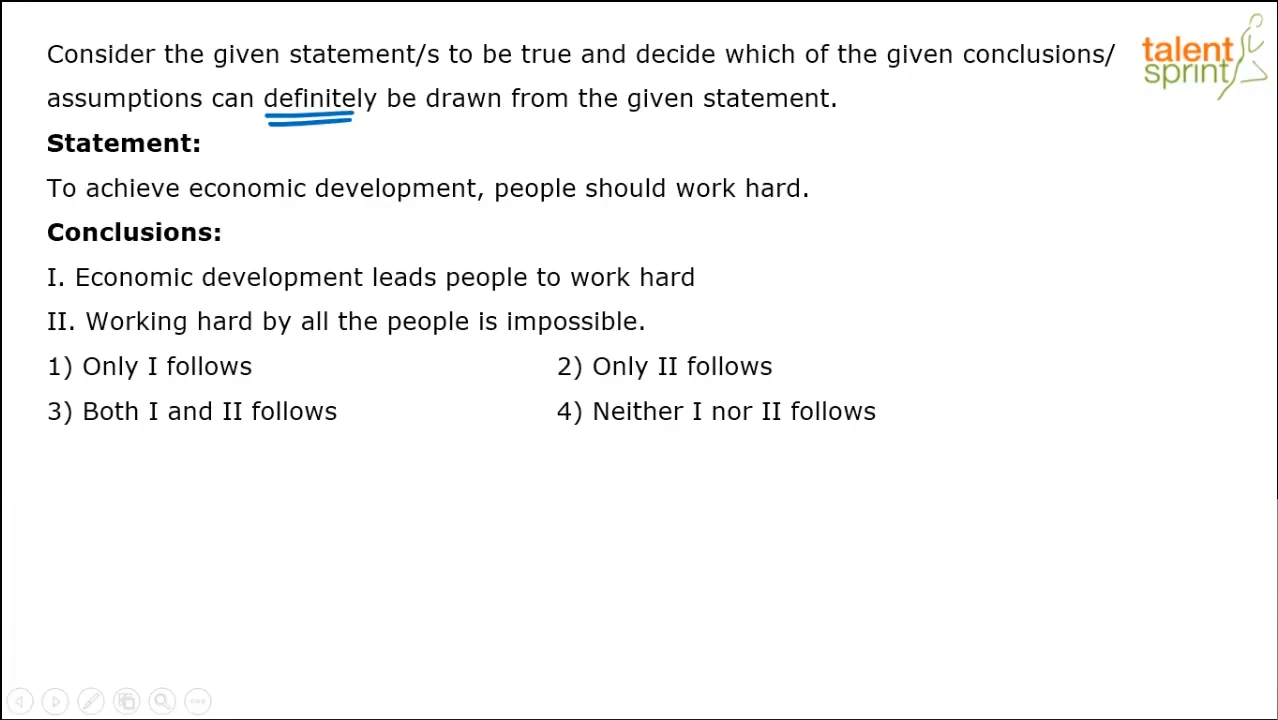 Consider the given statement/s to be true and decide which of the given conclusions/
assumptions can definitely be drawn from the given statement.
Statement:
To achieve economic development, people should work hard.
Conclusions:
I. Economic development leads people to work hard
II. Working hard by all the people is impossible.
1) Only I follows
2) Only II follows
3) Both I and II follows
4) Neither I nor II follows
talent
sprint